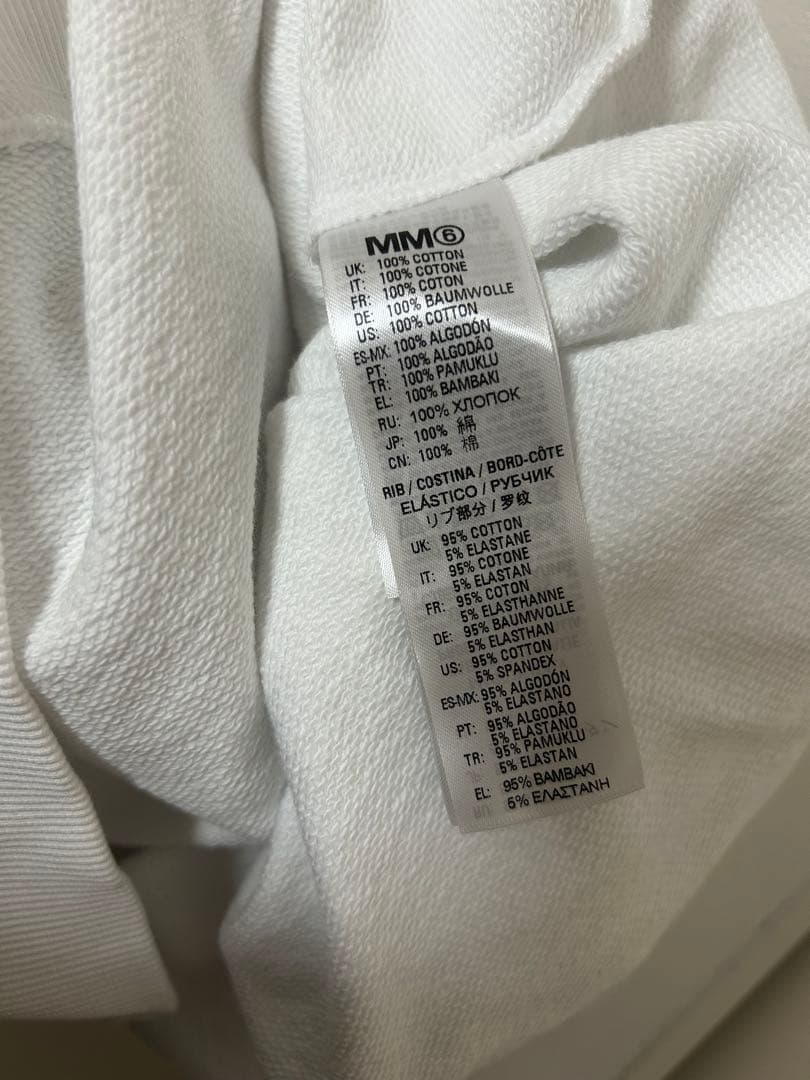 MM⑥
UK: 100% COTTON
IT: 100% COTONE
FR: 100% COTON
DE: 100% BAUMWOLLE
US: 100% COTTON
ES-MX: 100% ALGODÓN
PT: 100% ALGODÃO
TR: 100% PAMUKLU
EL: 100% BAMBAKI
RU: 100% ХЛОПОК
JP: 100% 綿
CN: 100% 棉
RIB / COSTINA / BORD-CÔTE
ELÁSTICO / РУБЧИК
リブ部分 / 罗纹
UK: 95% COTTON
5% ELASTANE
IT: 95% COTONE
5% ELASTAN
FR: 95% COTON
5% ELASTHANNE
DE: 95% BAUMWOLLE
5% ELASTHAN
US: 95% COTTON
5% SPANDEX
ES-MX: 95% ALGODÓN
5% ELASTANO
PT: 95% ALGODÃO
5% ELASTANO
TR: 95% PAMUKLU
5% ELASTAN
EL: 95% BAMBAKI
5% ΕΛΑΣΤΑΝΗ